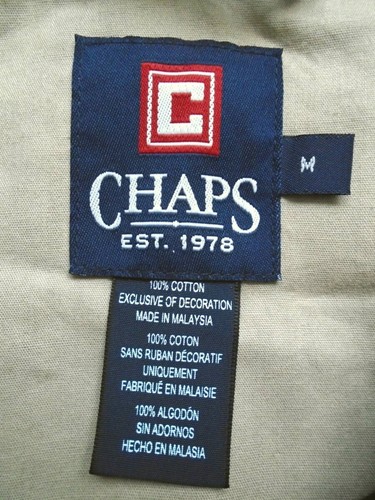 C
CHAPS
EST. 1978
M
100% COTTON
EXCLUSIVE OF DECORATION
MADE IN MALAYSIA
100% COTON
SANS RUBAN DÉCORATIF
UNIQUEMENT
FABRIQUÉ EN MALAISIE
100% ALGODÓN
SIN ADORNOS
HECHO EN MALASIA